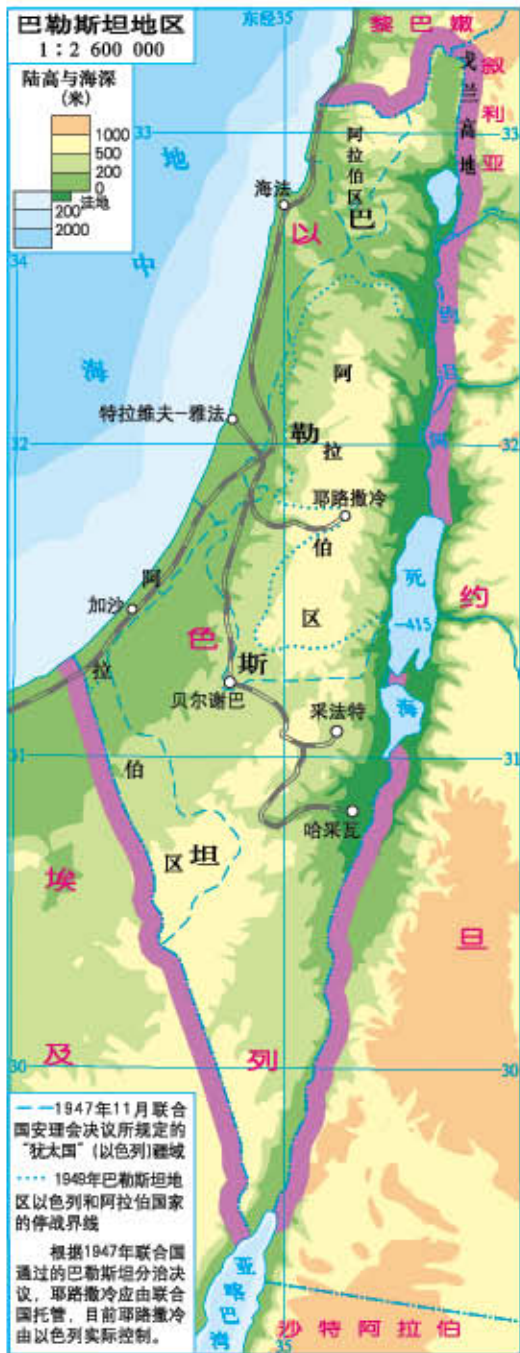 巴勒斯坦地区
1:2 600 000
陆高与海深
(米)
1000
500
200
0
洼地
200
2000
东经35
黎巴嫩
叙利亚
戈兰高地
33
33
地中海
34
海法
阿拉伯区
以色列
巴勒斯坦
约旦河
特拉维夫-雅法
32
32
阿拉伯区
耶路撒冷
死海
-415
约旦
加沙
阿拉伯区
贝尔谢巴
采法特
31
31
哈采瓦
埃及
30
30
亚喀巴湾
35
沙特阿拉伯
1947年11月联合
国安理会决议所规定的
“犹太国”(以色列)疆域
1949年巴勒斯坦地
区以色列和阿拉伯国家
的停战界线
根据1947年联合国
通过的巴勒斯坦分治决
议，耶路撒冷应由联合
国托管，目前耶路撒冷
由以色列实际控制。